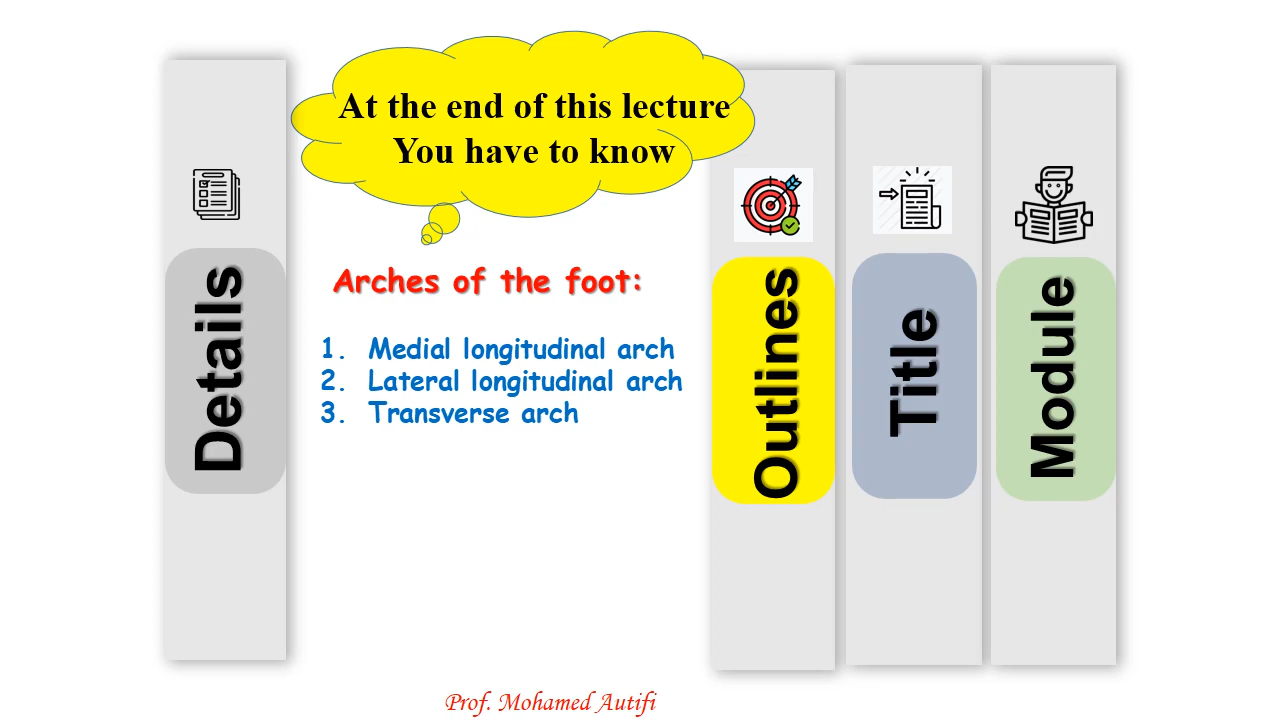 At the end of this lecture
You have to know
Details
Arches of the foot:
1. Medial longitudinal arch
2. Lateral longitudinal arch
3. Transverse arch
Outlines
Title
Module
Prof. Mohamed Autifi